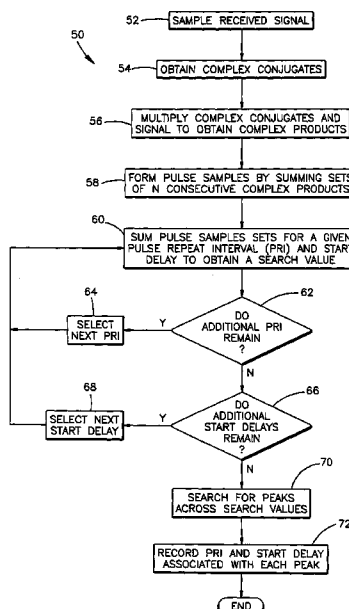 52
SAMPLE RECEIVED SIGNAL
50
54
OBTAIN COMPLEX CONJUGATES
56
MULTIPLY COMPLEX CONJUGATES AND
SIGNAL TO OBTAIN COMPLEX PRODUCTS
58
FORM PULSE SAMPLES BY SUMMING SETS
OF N CONSECUTIVE COMPLEX PRODUCTS
60
SUM PULSE SAMPLES SETS FOR A GIVEN
PULSE REPEAT INTERVAL (PRI) AND START
DELAY TO OBTAIN A SEARCH VALUE
62
64
SELECT
NEXT PRI
Y
DO
ADDITIONAL PRI
REMAIN
?
N
66
68
SELECT NEXT
START DELAY
Y
DO
ADDITIONAL
START DELAYS
REMAIN
?
N
70
SEARCH FOR PEAKS
ACROSS SEARCH VALUES
72
RECORD PRI AND START DELAY
ASSOCIATED WITH EACH PEAK
END